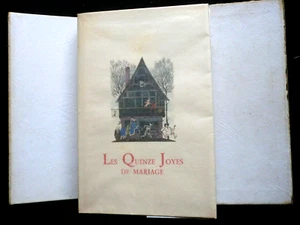 LES QUINZE JOYES
DE MARIAGE